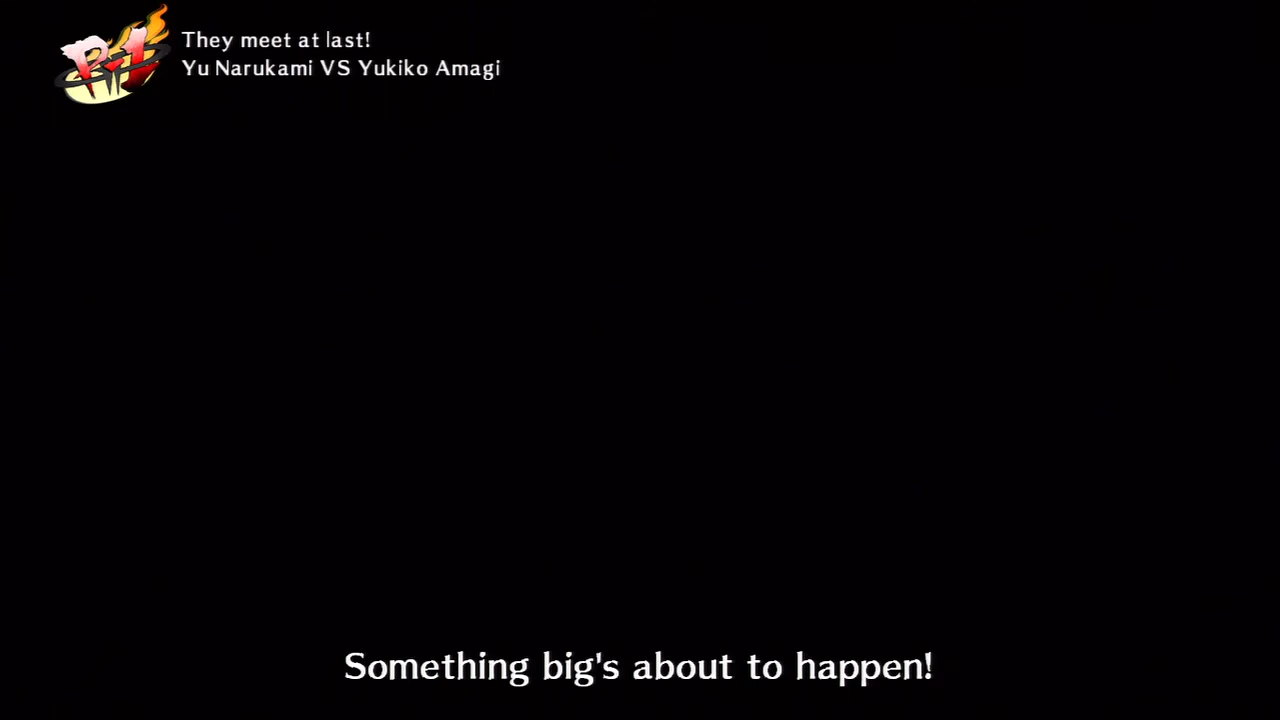 They meet at last!
Yu Narukami VS Yukiko Amagi
Something big's about to happen!